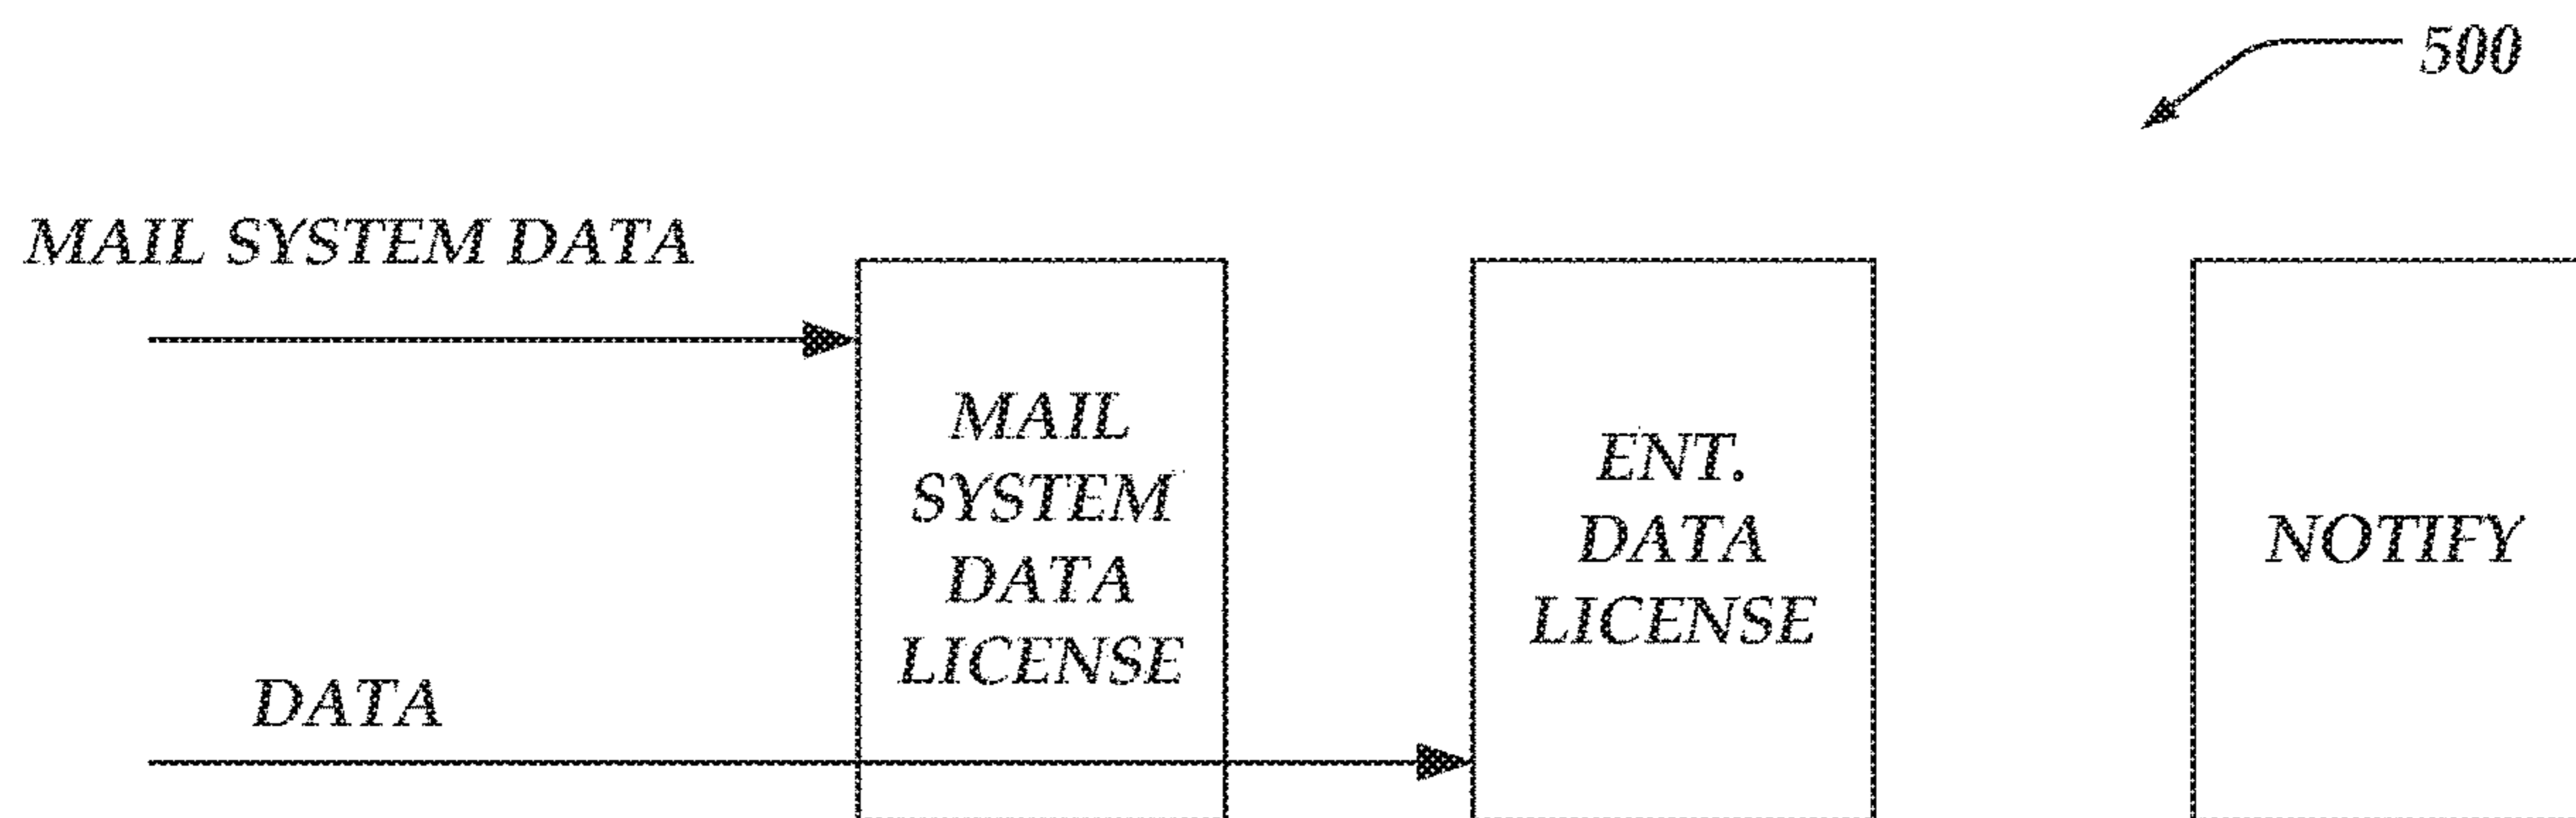 500
MAIL SYSTEM DATA
MAIL
SYSTEM
DATA
LICENSE
ENT.
DATA
LICENSE
NOTIFY
DATA